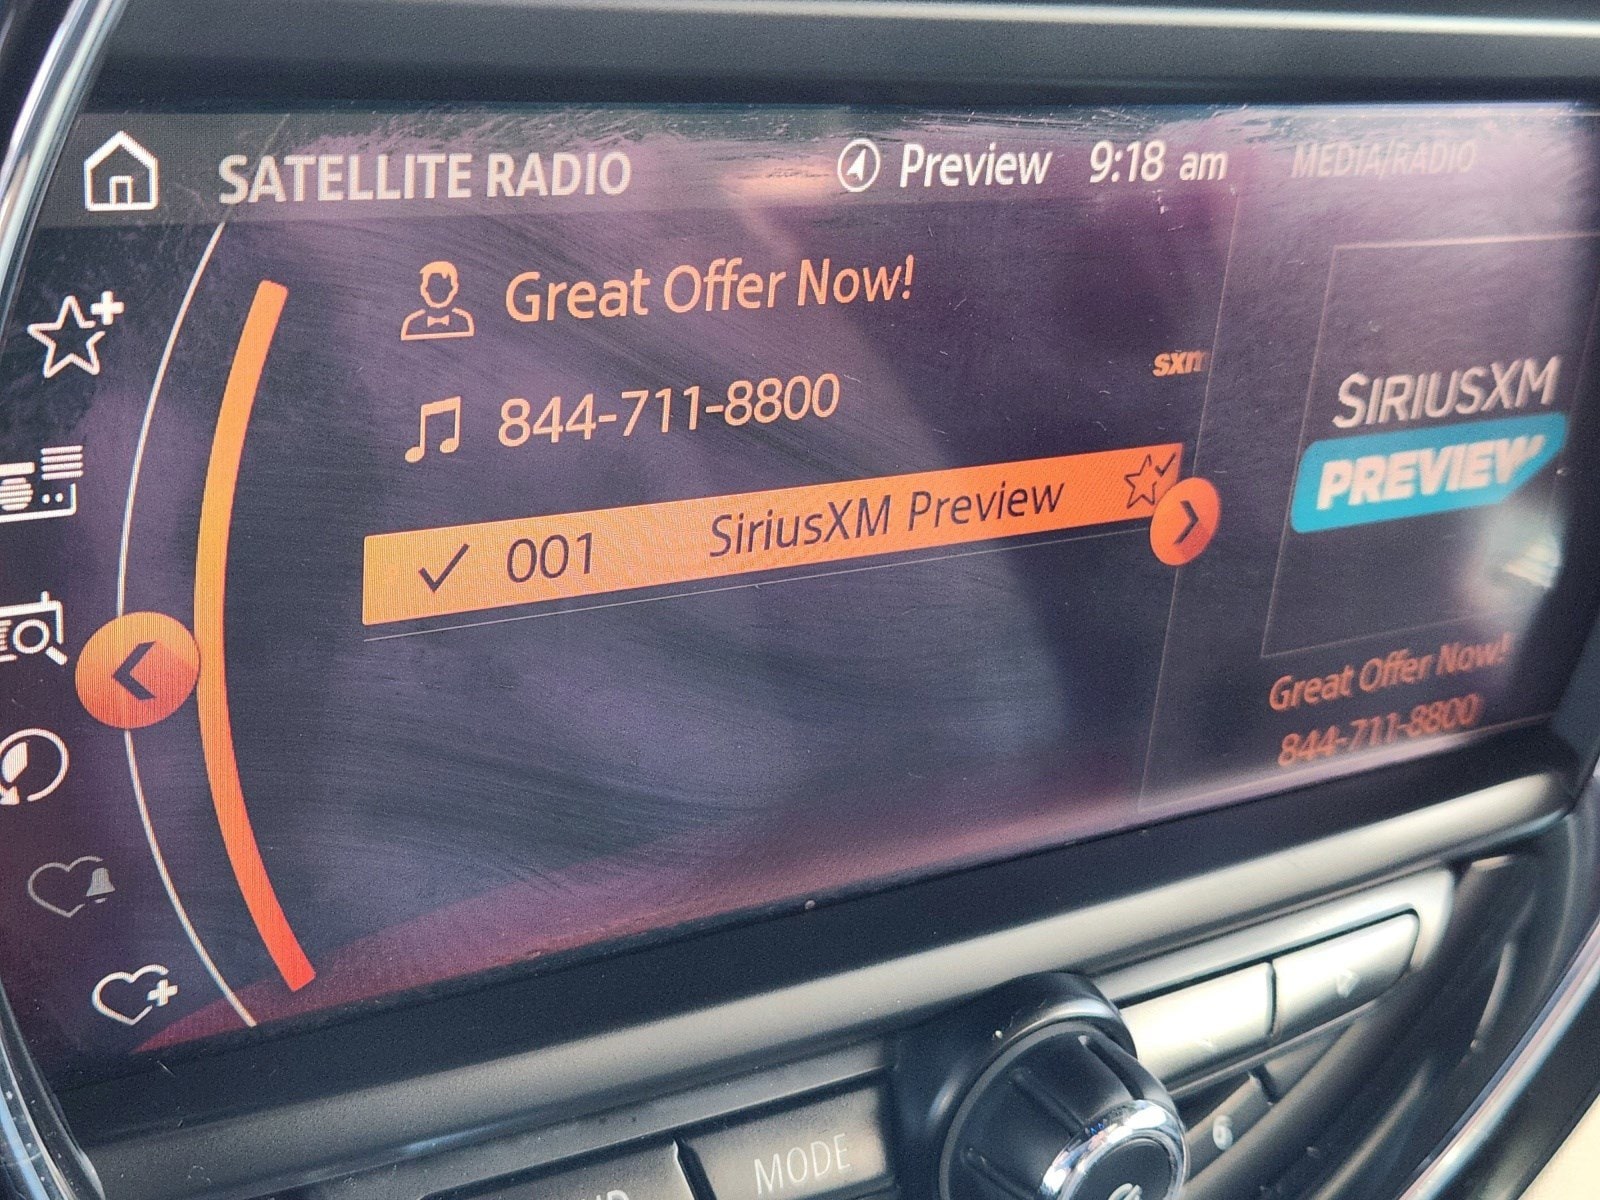 SATELLITE RADIO
Preview 9:18 am
MEDIA/RADIO
Great Offer Now!
844-711-8800
sxm
001 SiriusXM Preview
SIRIUSXM
PREVIEW
Great Offer Now!
844-711-8800
MODE
6